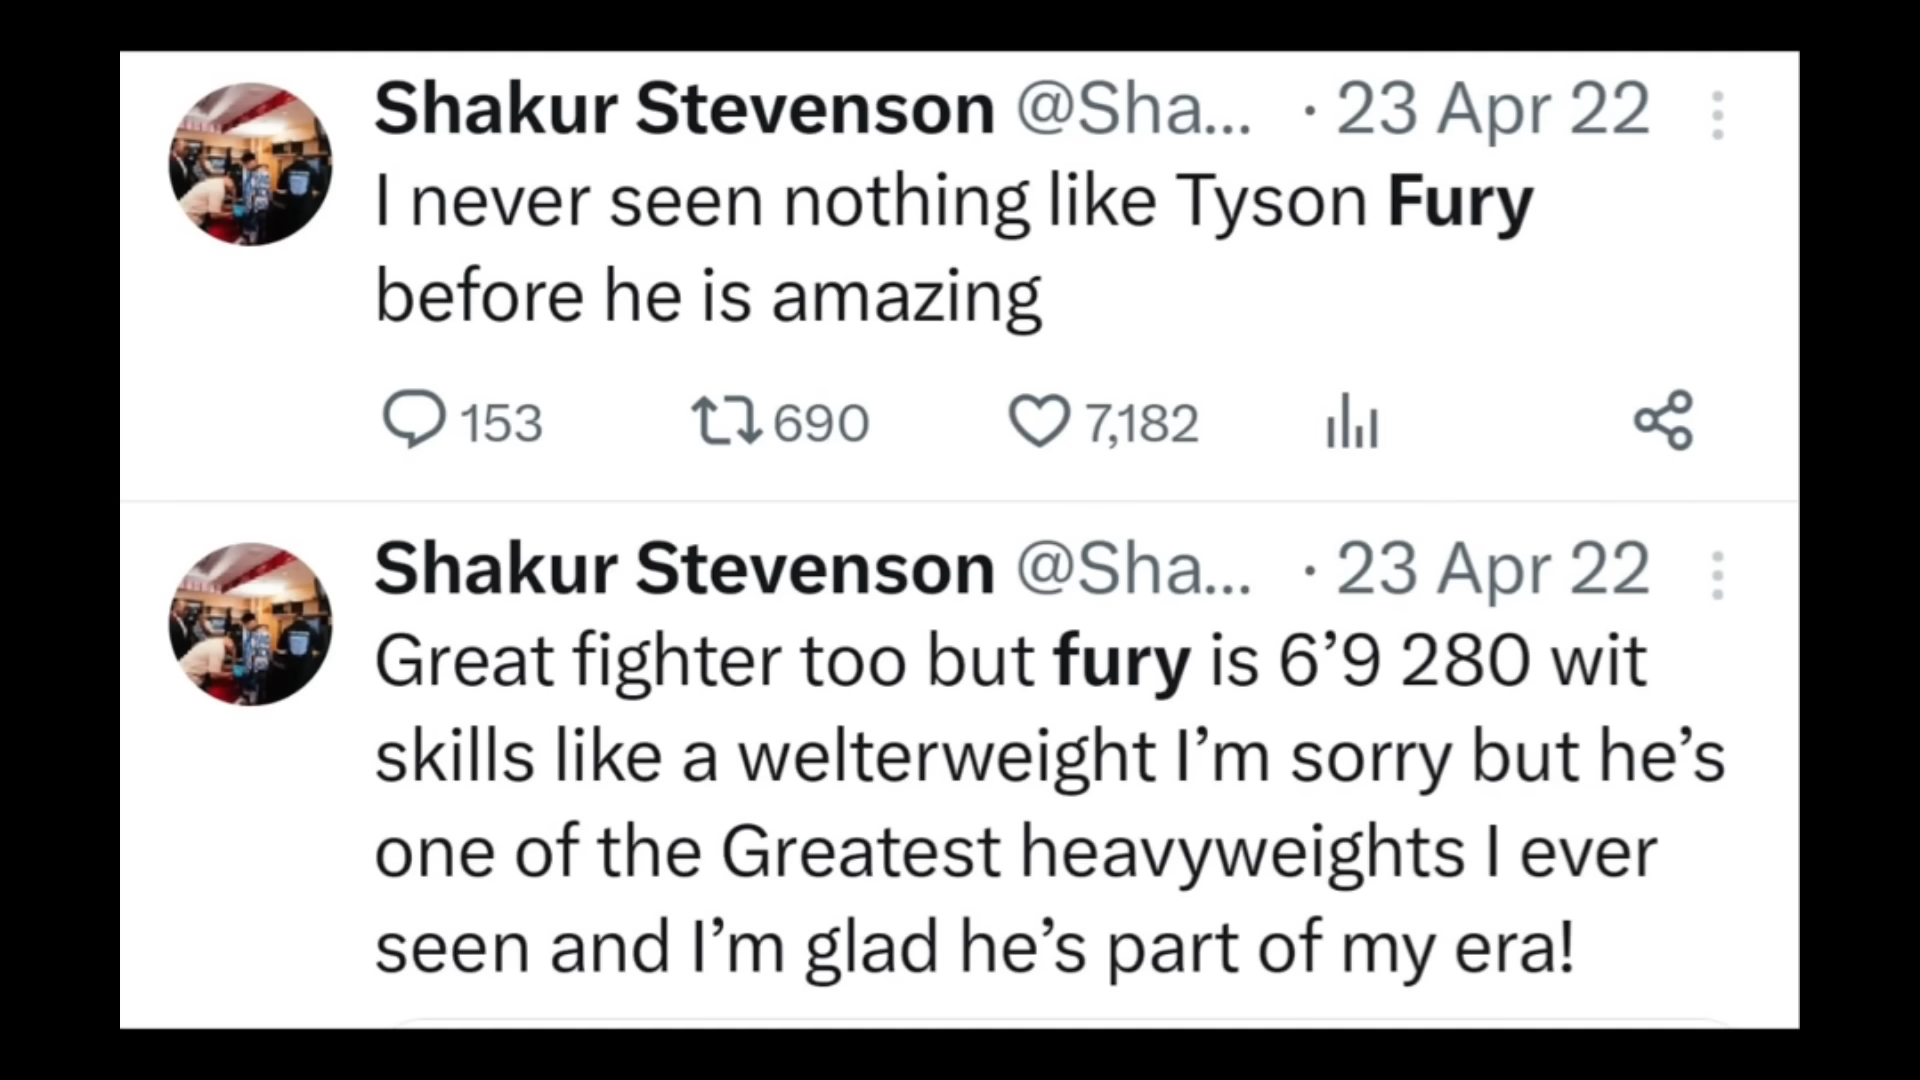 Shakur Stevenson @Sha... · 23 Apr 22
I never seen nothing like Tyson Fury
before he is amazing
153 690 7,182
Shakur Stevenson @Sha... · 23 Apr 22
Great fighter too but fury is 6’9 280 wit
skills like a welterweight I’m sorry but he’s
one of the Greatest heavyweights I ever
seen and I’m glad he’s part of my era!